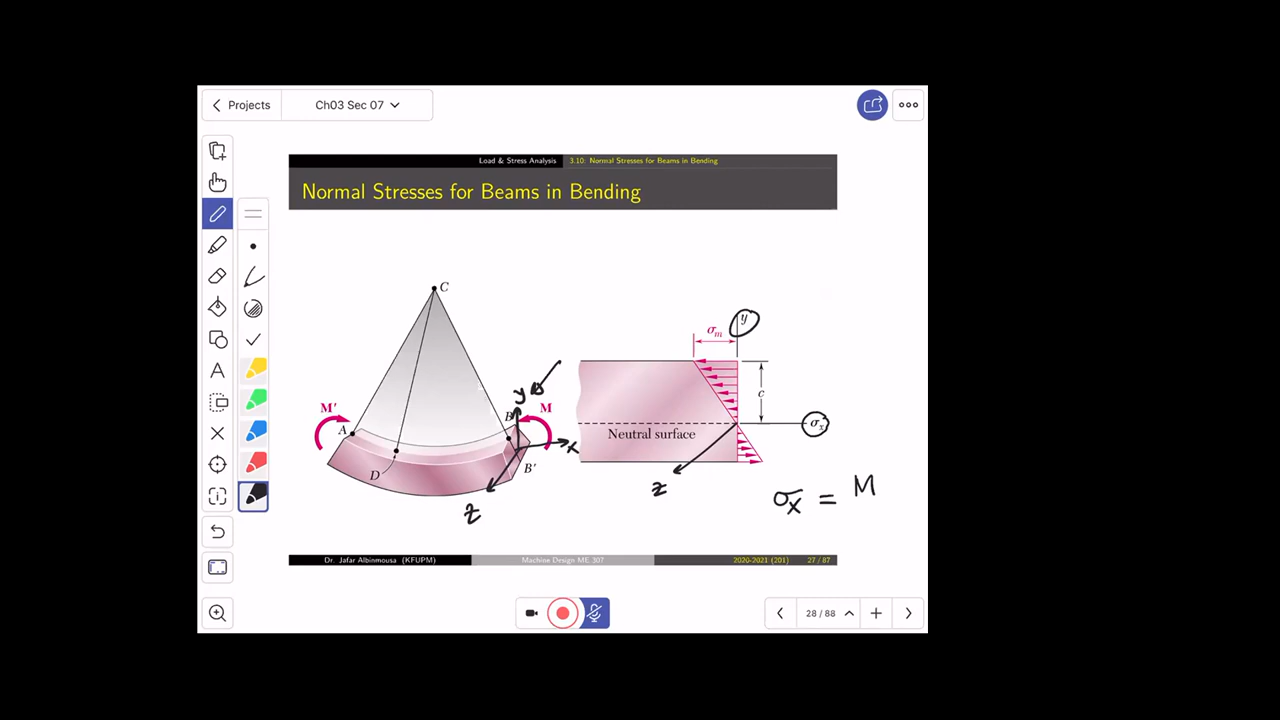 Projects
Ch03 Sec 07
Load & Stress Analysis 3.10: Normal Stresses for Beams in Bending
Normal Stresses for Beams in Bending
C
y
σm
y
c
M′
B
M
A
x
σx
Neutral surface
D
B′
z
z
σx = M
Dr. Jafar Albinmousa (KFUPM) Machine Design ME 307 2020-2021 (201) 27 / 87
28 / 88